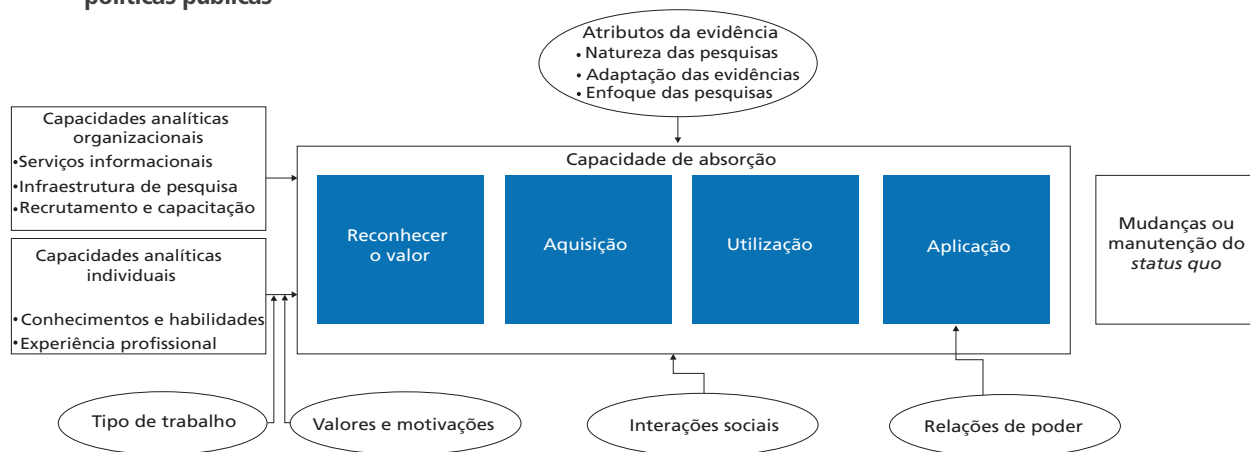 políticas públicas
Atributos da evidência
• Natureza das pesquisas
• Adaptação das evidências
• Enfoque das pesquisas
Capacidades analíticas
organizacionais
•Serviços informacionais
•Infraestrutura de pesquisa
•Recrutamento e capacitação
Capacidades analíticas
individuais
•Conhecimentos e habilidades
•Experiência profissional
Capacidade de absorção
Reconhecer
o valor
Aquisição
Utilização
Aplicação
Mudanças ou
manutenção do
status quo
Tipo de trabalho
Valores e motivações
Interações sociais
Relações de poder